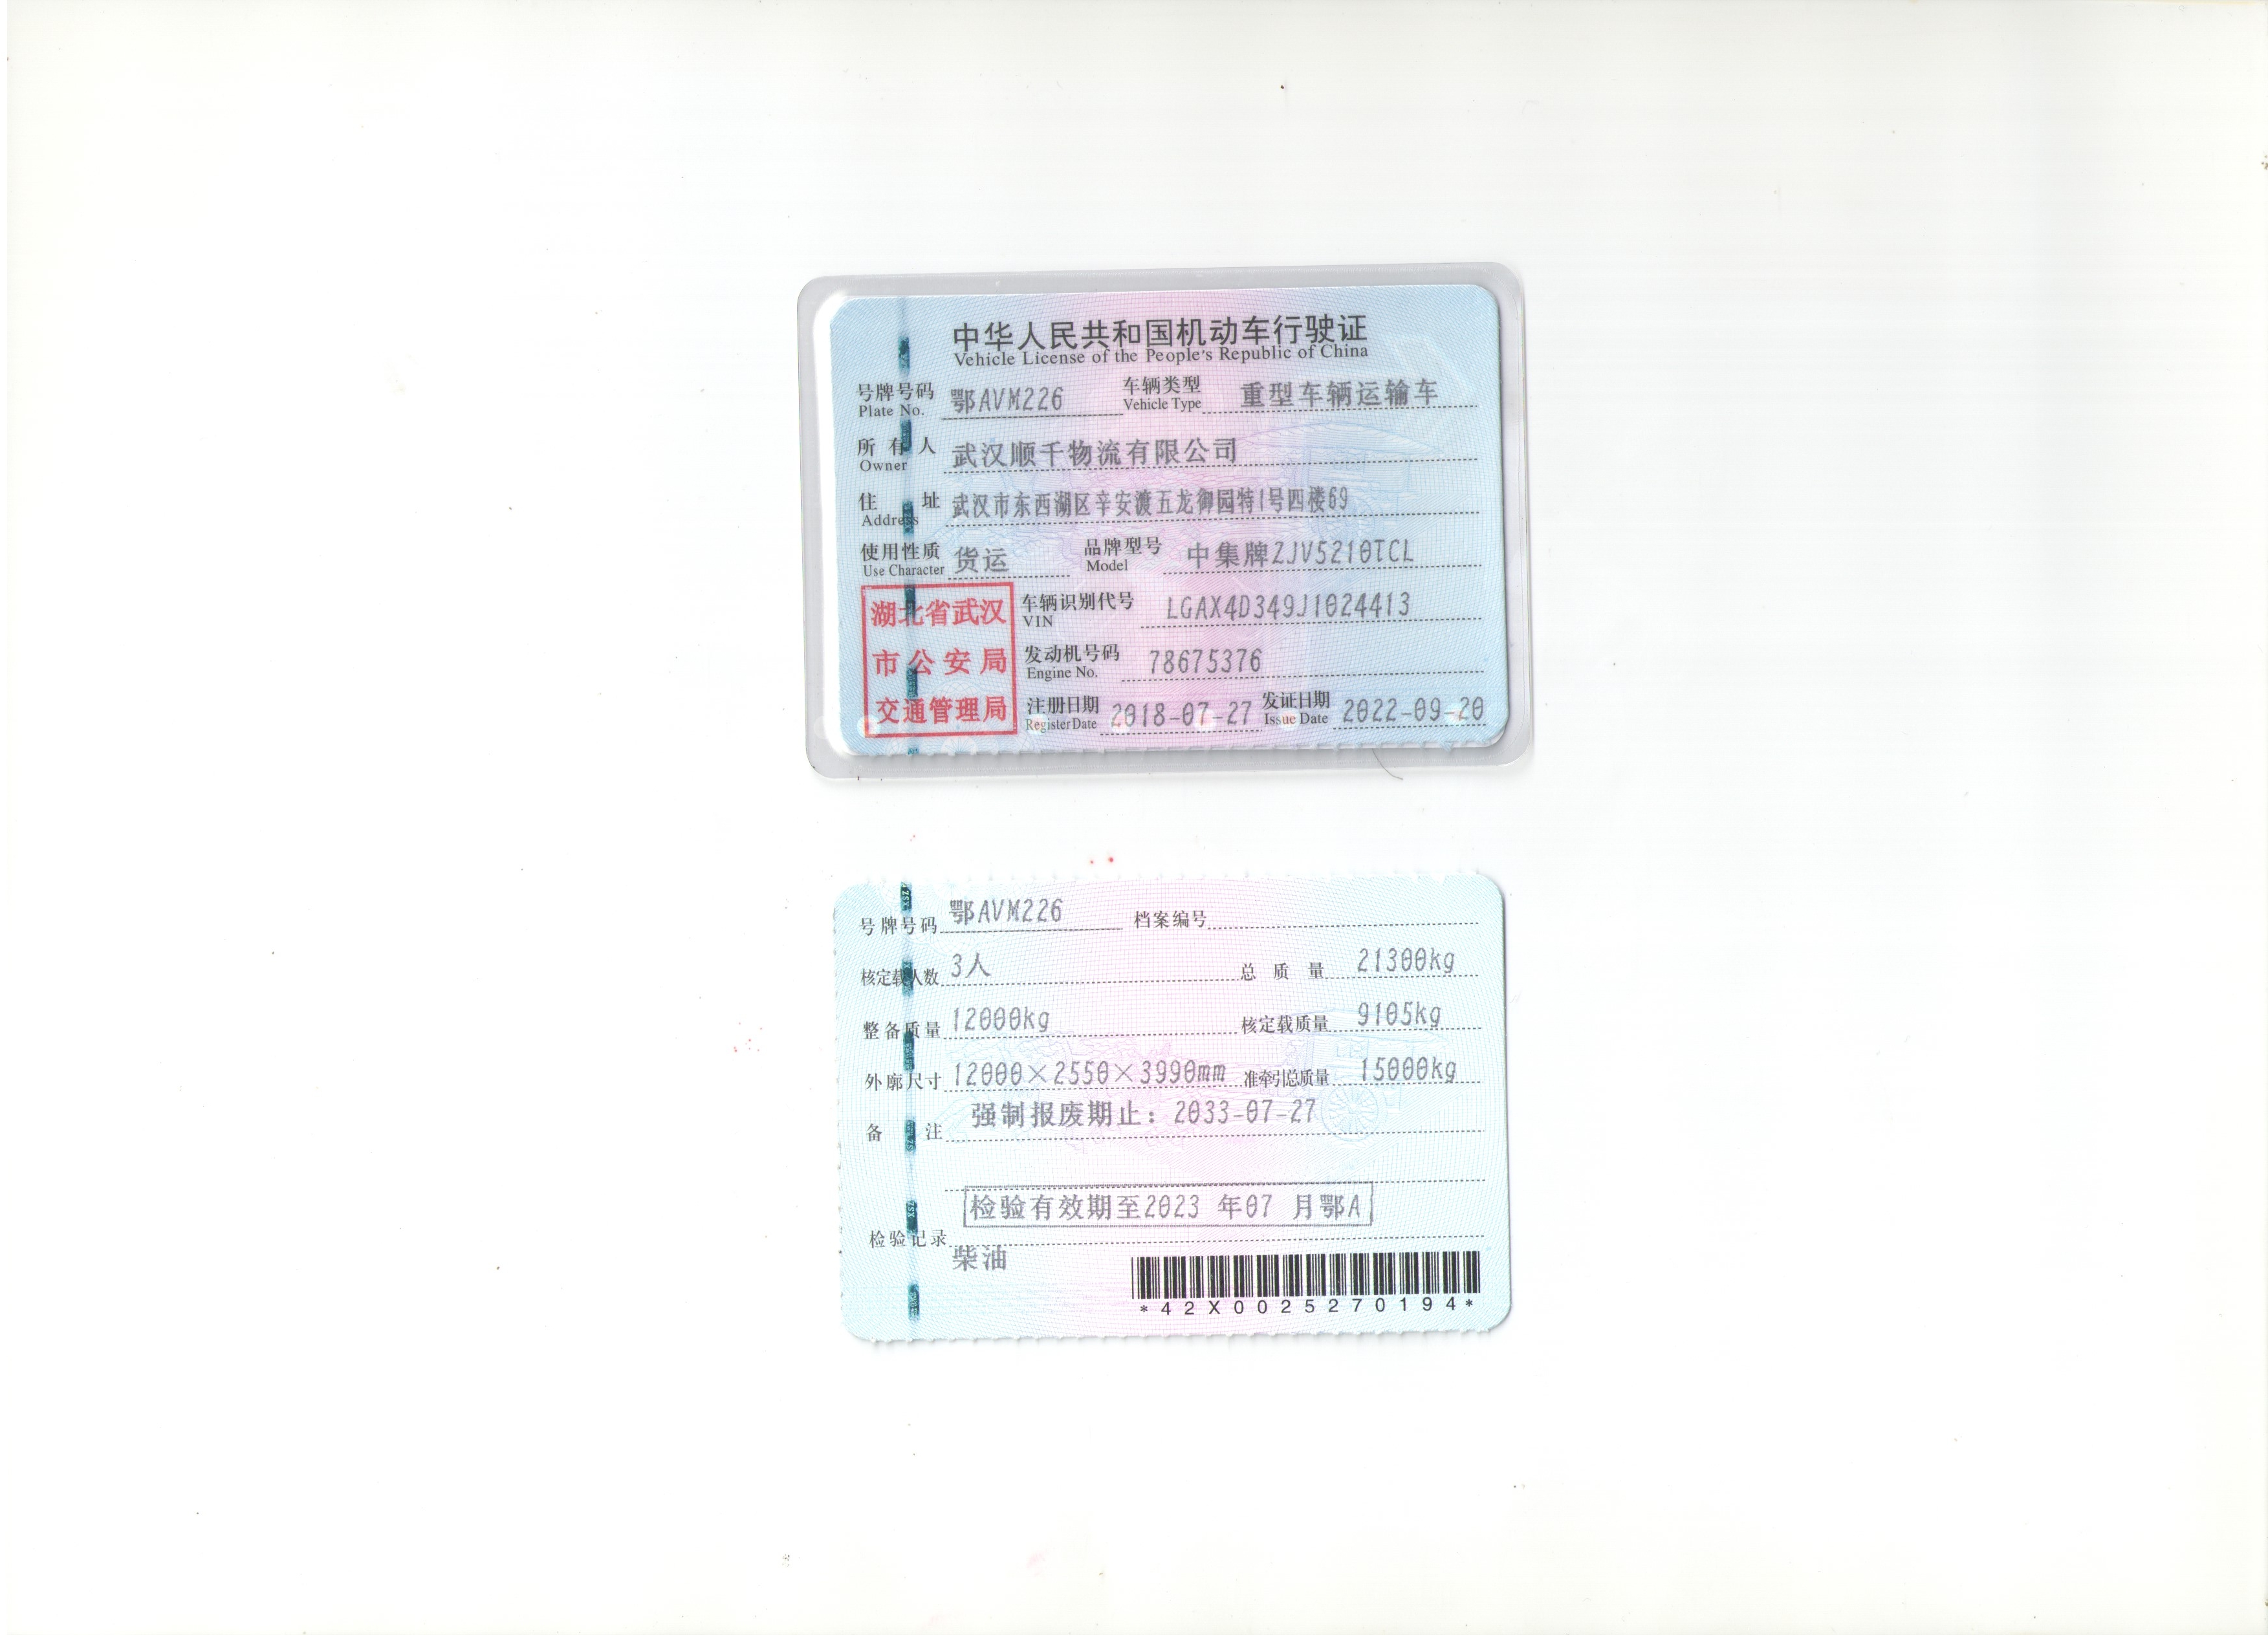 中华人民共和国机动车行驶证
Vehicle License of the People's Republic of China
号牌号码 鄂AVM226 车辆类型 重型车辆运输车
Plate No. Vehicle Type
所有人 武汉顺千物流有限公司
Owner
住址 武汉市东西湖区辛安渡五龙御园特1号四楼69
Address
使用性质 货运 品牌型号 中集牌ZJV5210TCL
Use Character Model
湖北省武汉
市公安局
交通管理局
车辆识别代号 LGAX4D349J1024413
VIN
发动机号码 78675376
Engine No.
注册日期 2018-07-27 发证日期 2022-09-20
Register Date Issue Date
号牌号码 鄂AVM226 档案编号
核定载人数 3人 总质量 21300kg
整备质量 12000kg 核定载质量 9105kg
外廓尺寸 12000×2550×3990mm 准牵引总质量 15000kg
备注 强制报废期止：2033-07-27
检验有效期至2023 年07 月鄂A
检验记录
柴油
*42X0025270194*